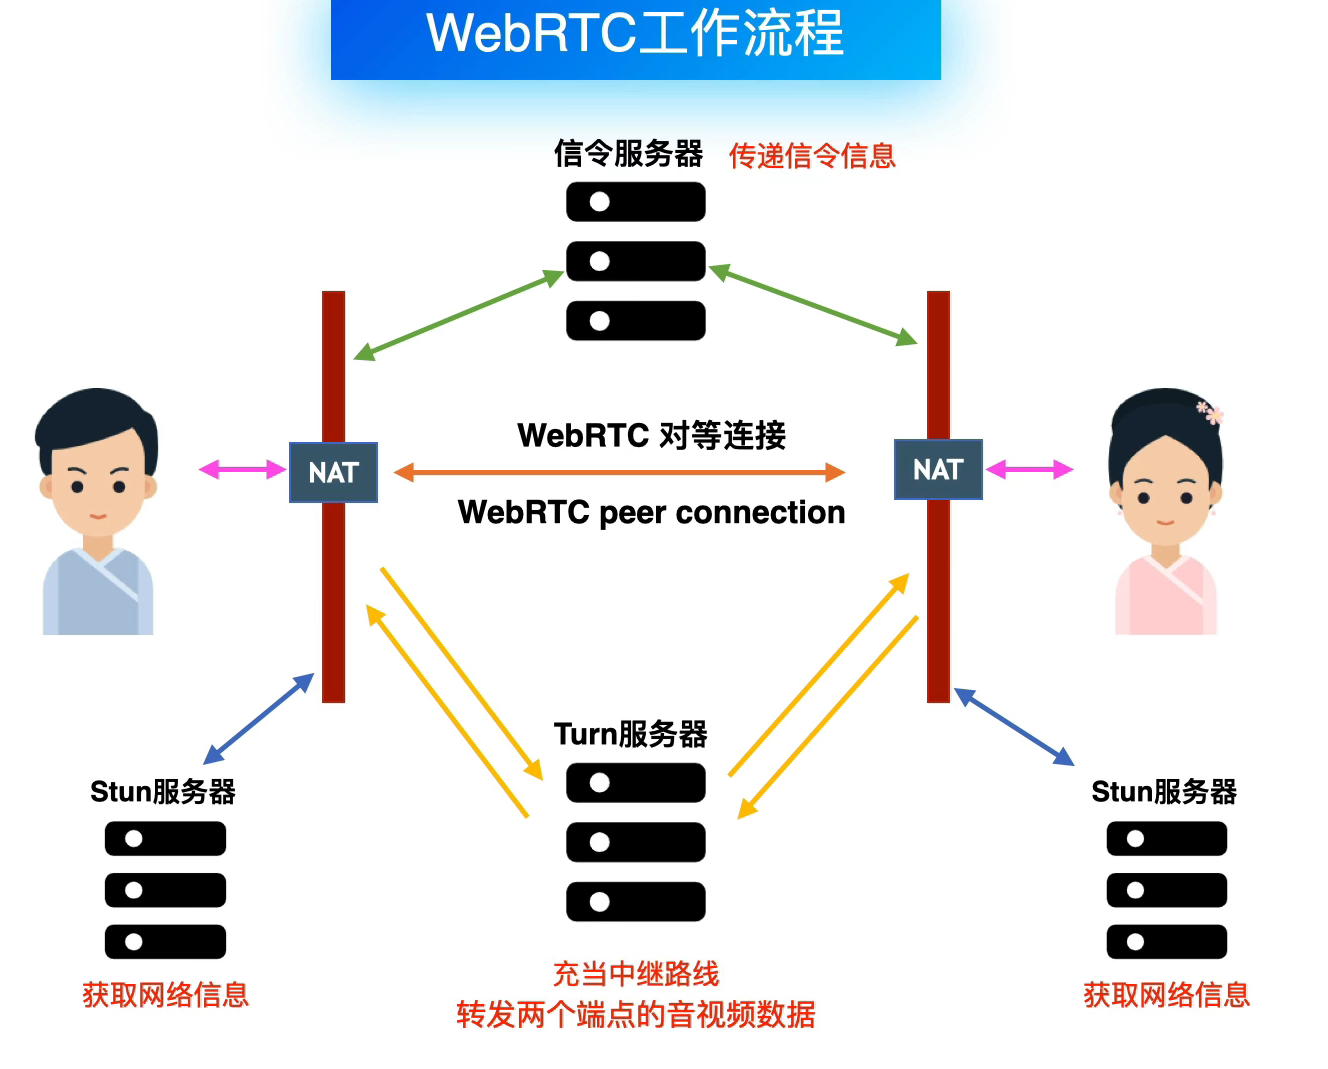 WebRTC工作流程
信令服务器 传递信令信息
WebRTC 对等连接
NAT
NAT
WebRTC peer connection
Turn服务器
Stun服务器
Stun服务器
充当中继路线
获取网络信息
获取网络信息
转发两个端点的音视频数据